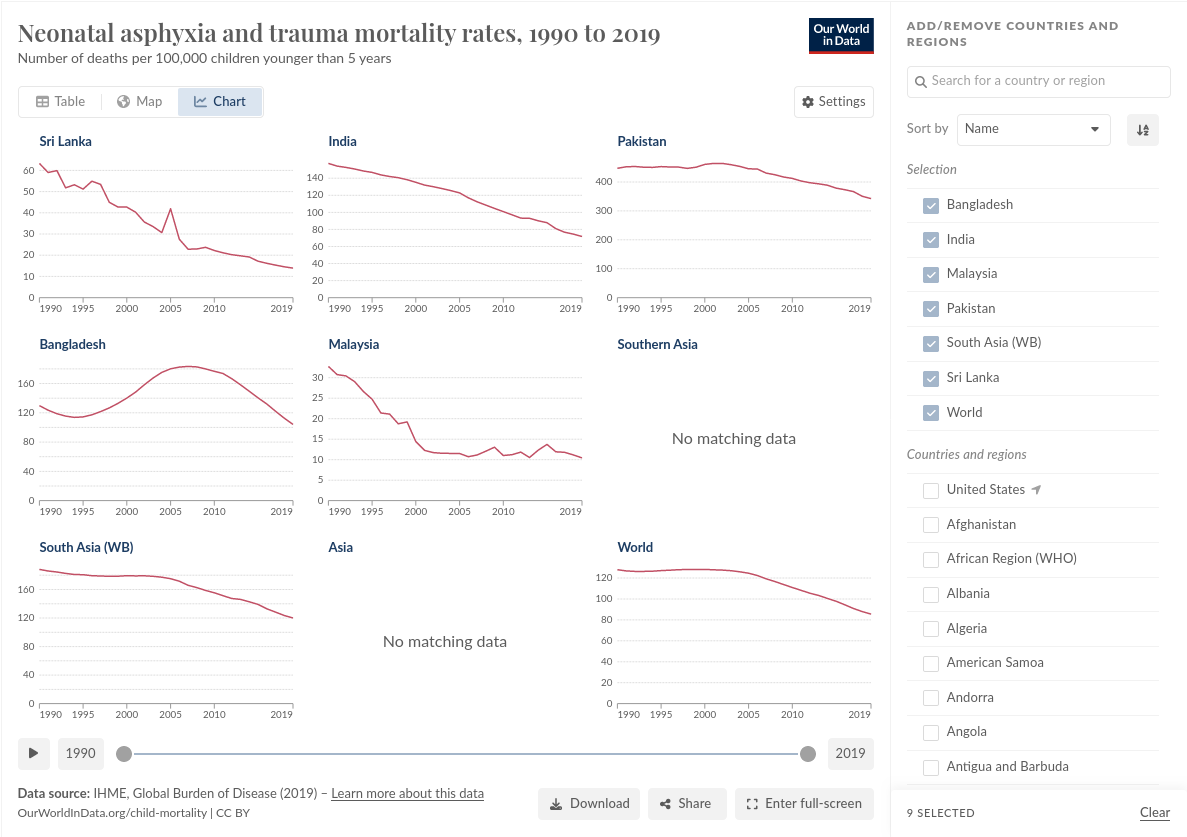 Neonatal asphyxia and trauma mortality rates, 1990 to 2019
Number of deaths per 100,000 children younger than 5 years
Our World
in Data
Table
Map
Chart
Settings
Sri Lanka
60
50
40
30
20
10
0
1990 1995 2000 2005 2010 2019
India
140
120
100
80
60
40
20
0
1990 1995 2000 2005 2010 2019
Pakistan
400
300
200
100
0
1990 1995 2000 2005 2010 2019
Bangladesh
160
120
80
40
0
1990 1995 2000 2005 2010 2019
Malaysia
30
25
20
15
10
5
0
1990 1995 2000 2005 2010 2019
Southern Asia
No matching data
South Asia (WB)
160
120
80
40
0
1990 1995 2000 2005 2010 2019
Asia
No matching data
World
120
100
80
60
40
20
0
1990 1995 2000 2005 2010 2019
1990
2019
Data source: IHME, Global Burden of Disease (2019) – Learn more about this data
OurWorldInData.org/child-mortality | CC BY
Download
Share
Enter full-screen
ADD/REMOVE COUNTRIES AND
REGIONS
Search for a country or region
Sort by
Name
Selection
Bangladesh
India
Malaysia
Pakistan
South Asia (WB)
Sri Lanka
World
Countries and regions
United States
Afghanistan
African Region (WHO)
Albania
Algeria
American Samoa
Andorra
Angola
Antigua and Barbuda
9 SELECTED
Clear